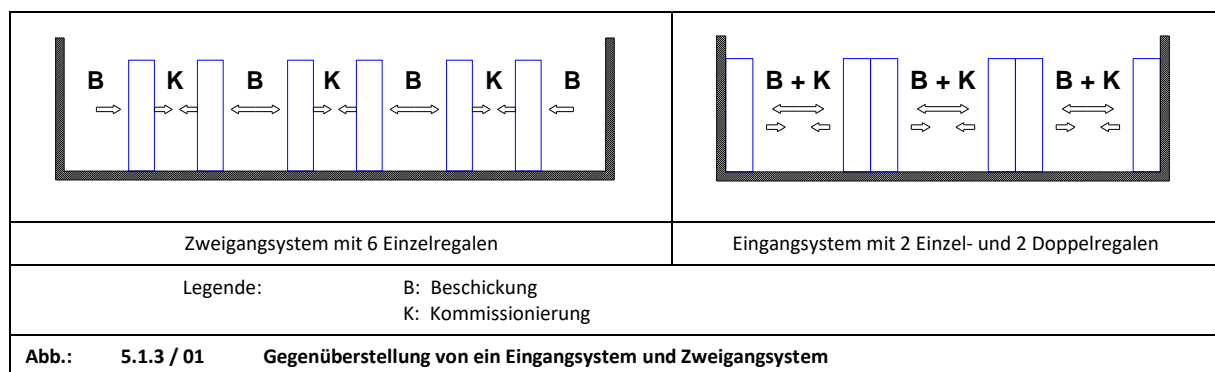 B K B K B K B
B + K B + K B + K
Zweigangsystem mit 6 Einzelregalen
Eingangsystem mit 2 Einzel- und 2 Doppelregalen
Legende: B: Beschickung
K: Kommissionierung
Abb.: 5.1.3 / 01 Gegenüberstellung von ein Eingangsystem und Zweigangsystem